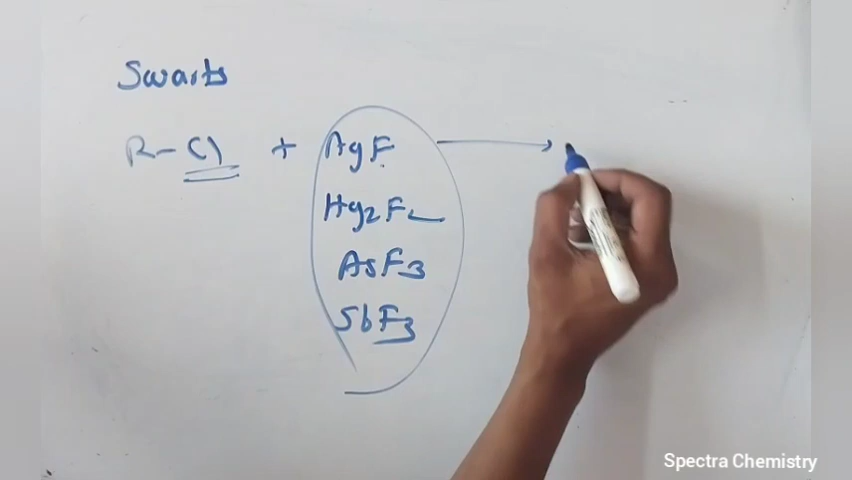 Swarts
R-Cl + AgF
Hg2F2
AsF3
SbF3
Spectra Chemistry